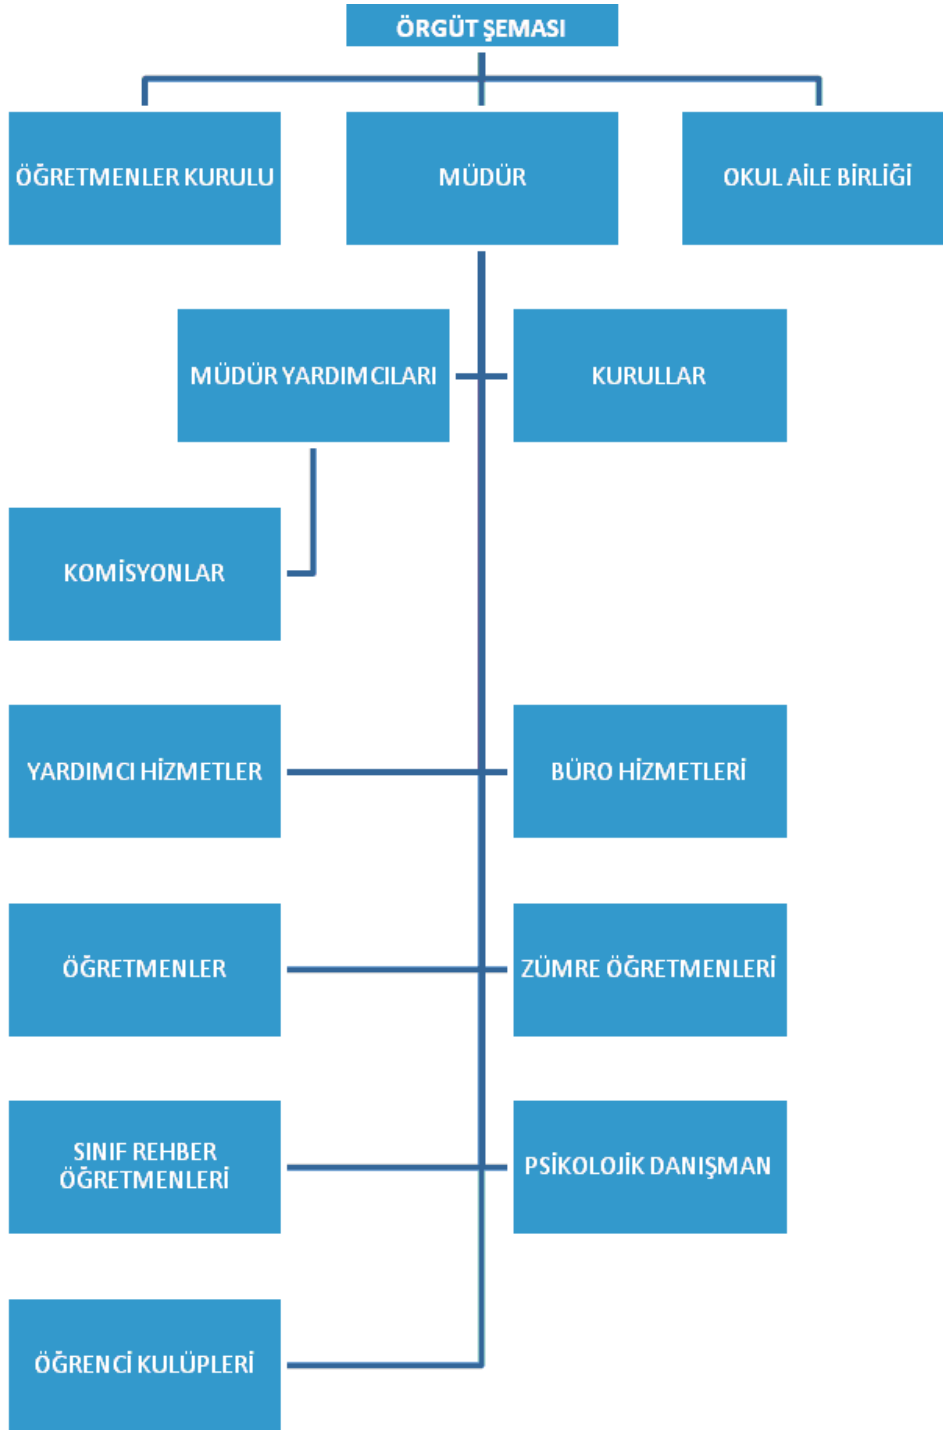 ÖRGÜT ŞEMASI
ÖĞRETMENLER KURULU
MÜDÜR
OKUL AİLE BİRLİĞİ
MÜDÜR YARDIMCILARI
KURULLAR
KOMİSYONLAR
YARDIMCI HİZMETLER
BÜRO HİZMETLERİ
ÖĞRETMENLER
ZÜMRE ÖĞRETMENLERİ
SINIF REHBER
ÖĞRETMENLERİ
PSİKOLOJİK DANIŞMAN
ÖĞRENCİ KULÜPLERİ